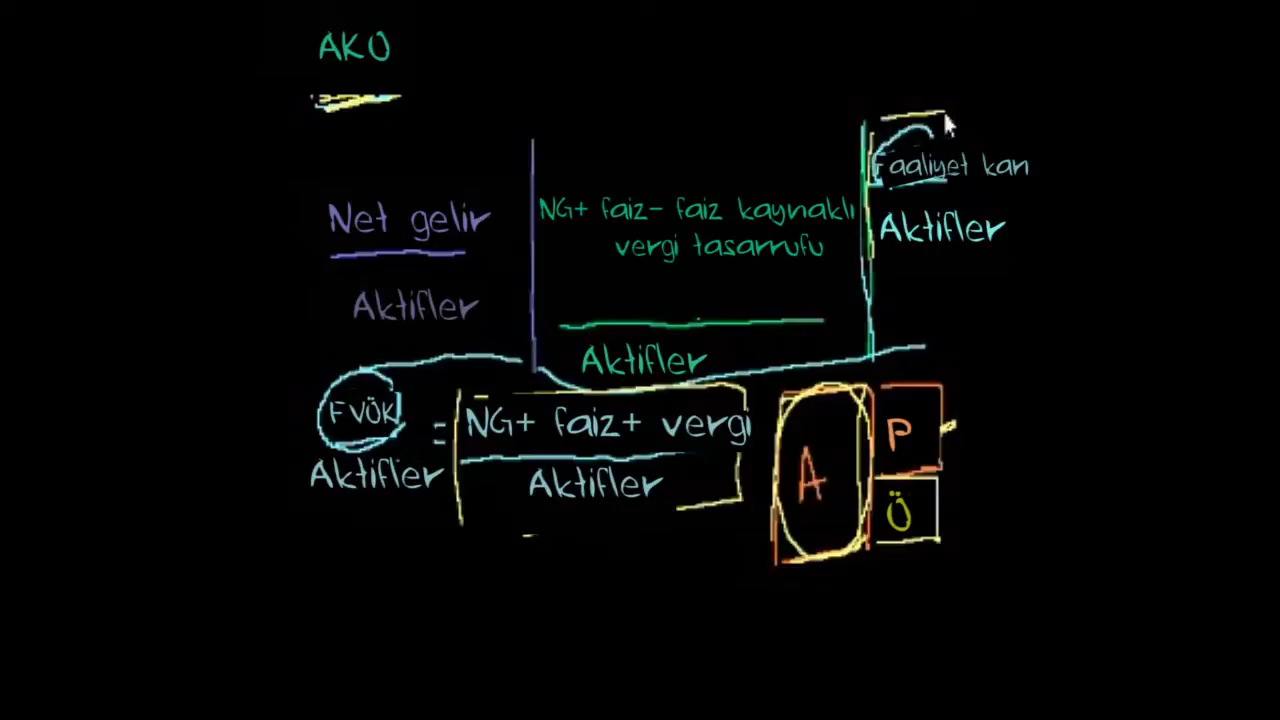 AKO
Net gelir
Aktifler
NG+ faiz- faiz kaynaklı
vergi tasarrufu
Aktifler
Faaliyet karı
Aktifler
FVÖK
Aktifler
=
NG+ faiz+ vergi
Aktifler
A
P
Ö